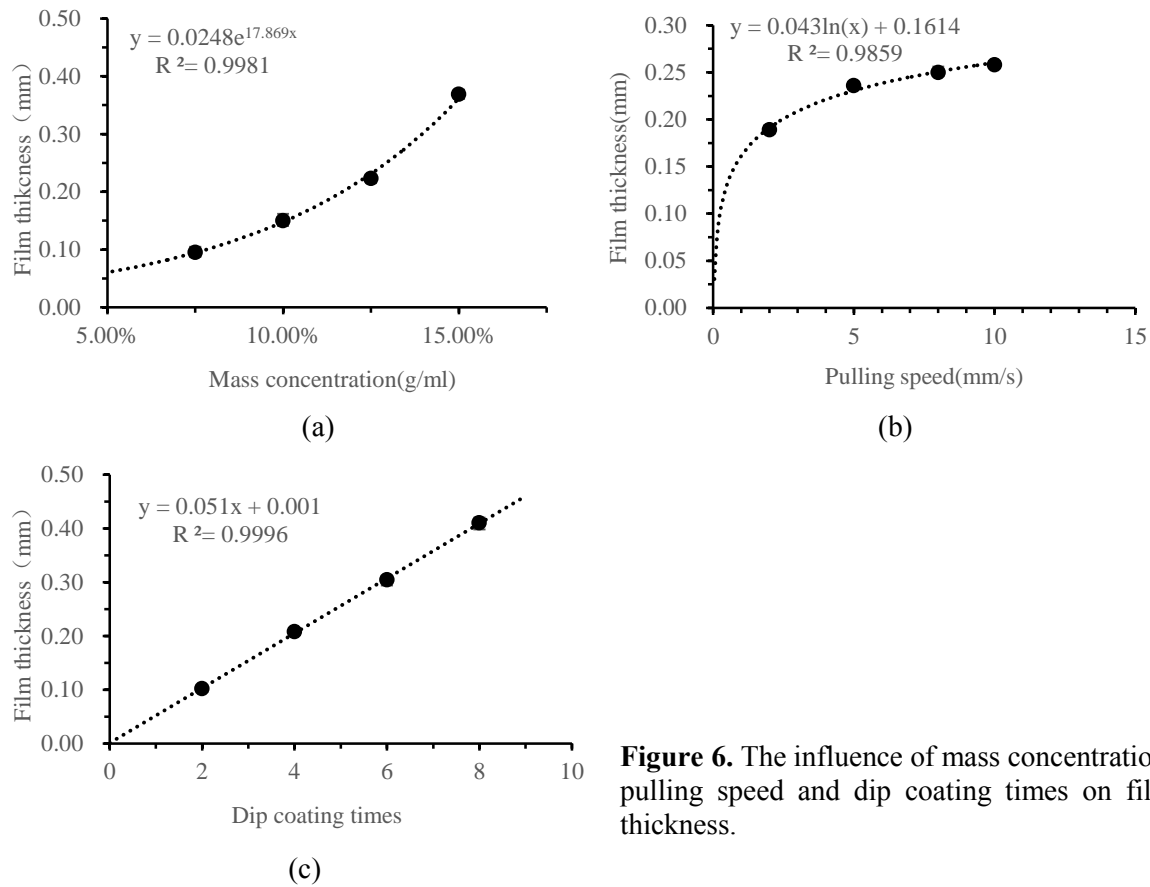 0.50
y = 0.0248e^17.869x
R ²= 0.9981
0.40
0.30
0.20
0.10
0.00
Film thikcness（mm）
5.00% 10.00% 15.00%
Mass concentration(g/ml)
(a)
0.30
y = 0.043ln(x) + 0.1614
R ²= 0.9859
0.25
0.20
0.15
0.10
0.05
0.00
Film thickness(mm)
0 5 10 15
Pulling speed(mm/s)
(b)
0.50
y = 0.051x + 0.001
R ²= 0.9996
0.40
0.30
0.20
0.10
0.00
Film thickness（mm）
0 2 4 6 8 10
Dip coating times
(c)
Figure 6. The influence of mass concentratio
pulling speed and dip coating times on fil
thickness.